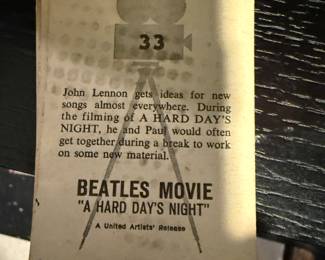 33
John Lennon gets ideas for new
songs almost everywhere. During
the filming of A HARD DAY'S
NIGHT, he and Paul would often
get together during a break to work
on some new material.
BEATLES MOVIE
"A HARD DAY'S NIGHT"
A United Artists' Release